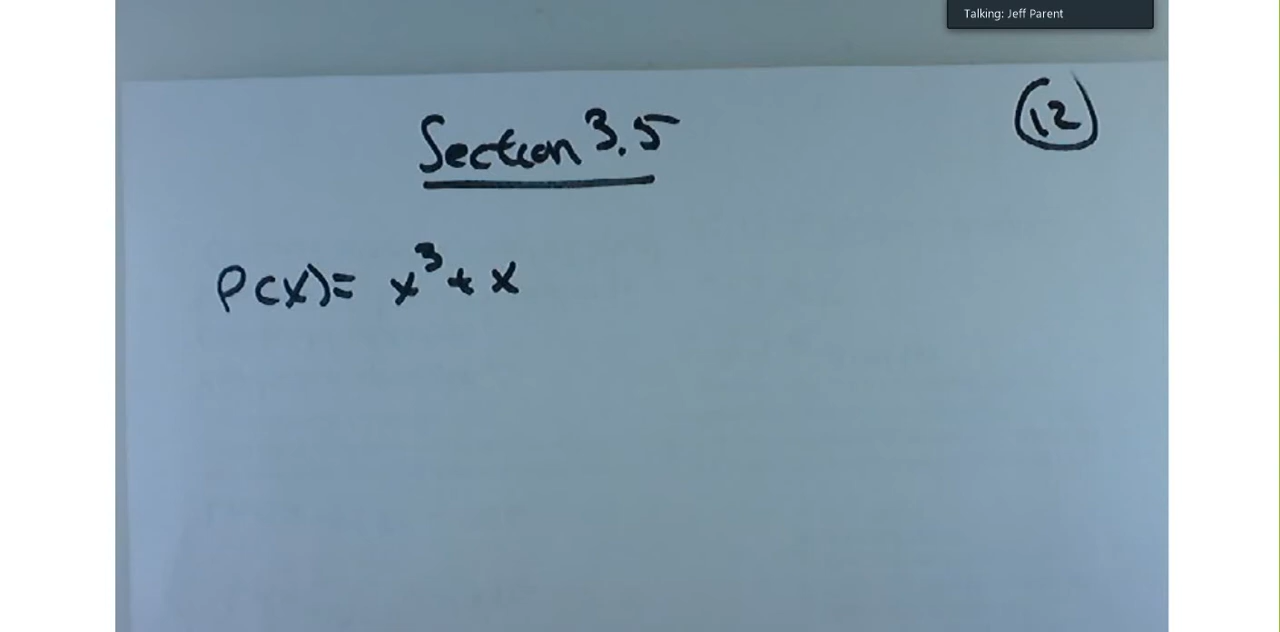 Talking: Jeff Parent
12
Section 3.5
P(x)= x³+ x